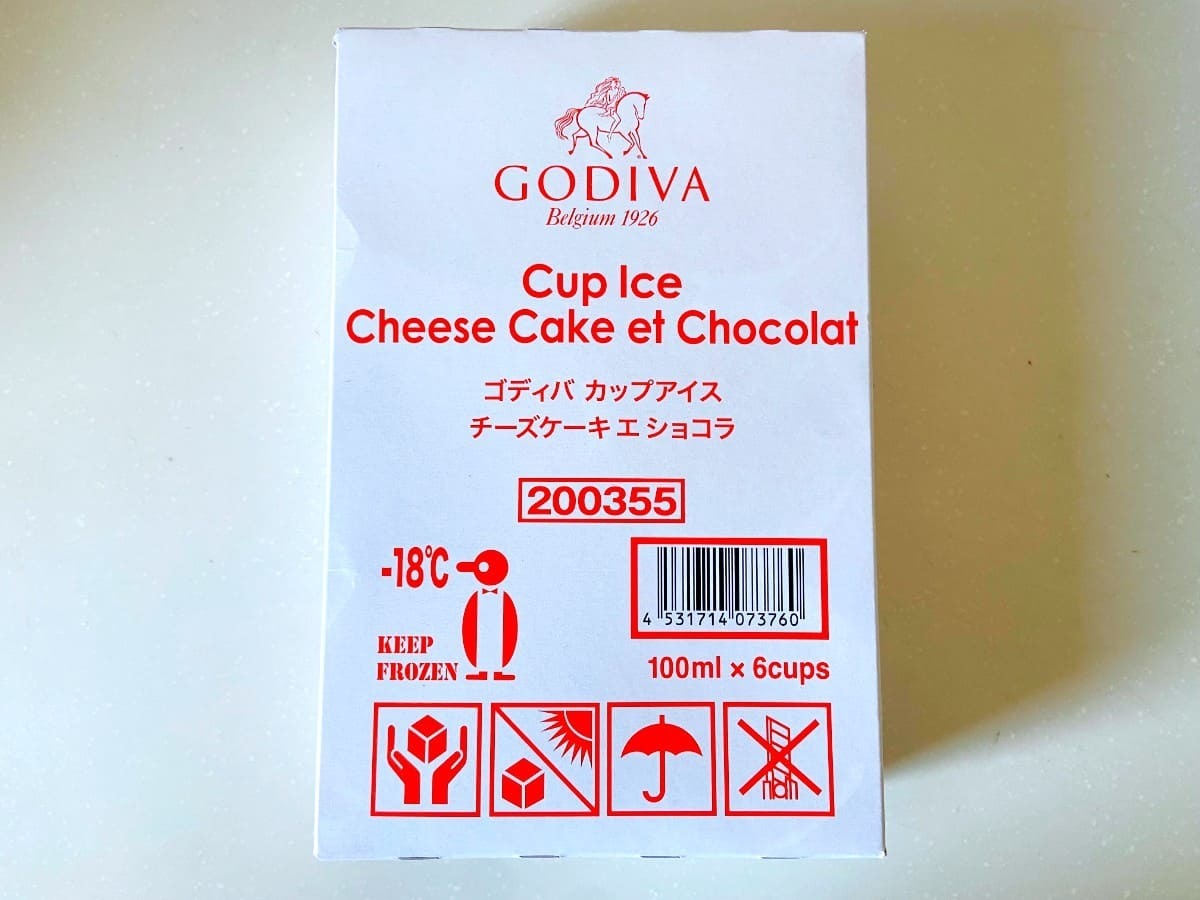 GODIVA
Belgium 1926
Cup Ice
Cheese Cake et Chocolat
ゴディバ カップアイス
チーズケーキ エ ショコラ
200355
-18℃
KEEP
FROZEN
4 531714 073760
100ml × 6cups